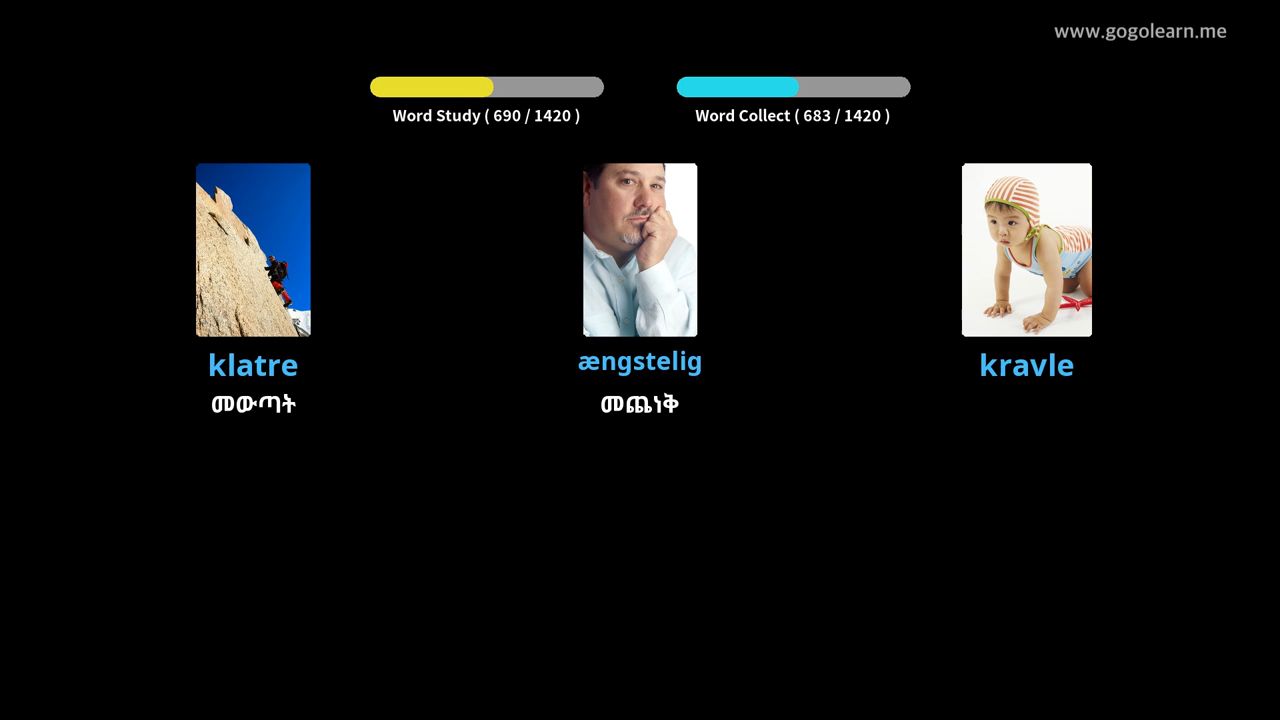 www.gogolearn.me
Word Study ( 690 / 1420 )
Word Collect ( 683 / 1420 )
klatre
መውጣት
ængstelig
መጨነቅ
kravle